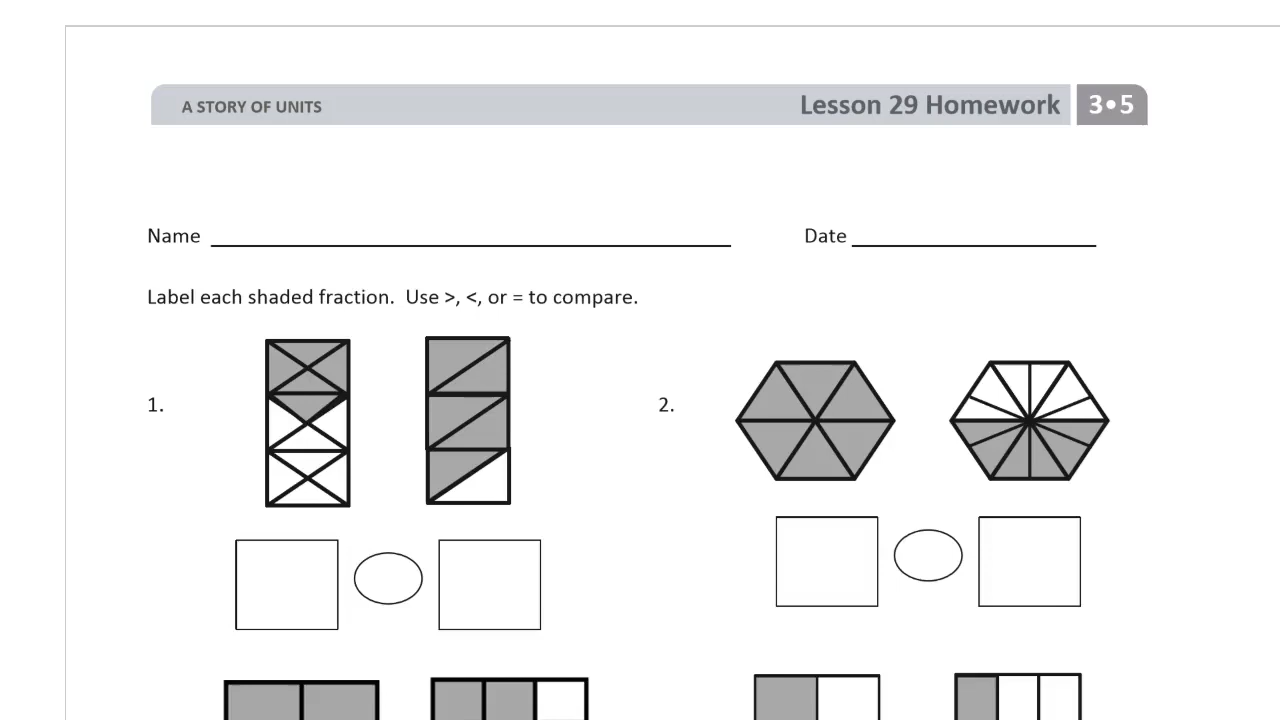 A STORY OF UNITS
Lesson 29 Homework 3•5
Name Date
Label each shaded fraction. Use >, <, or = to compare.
1. 2.